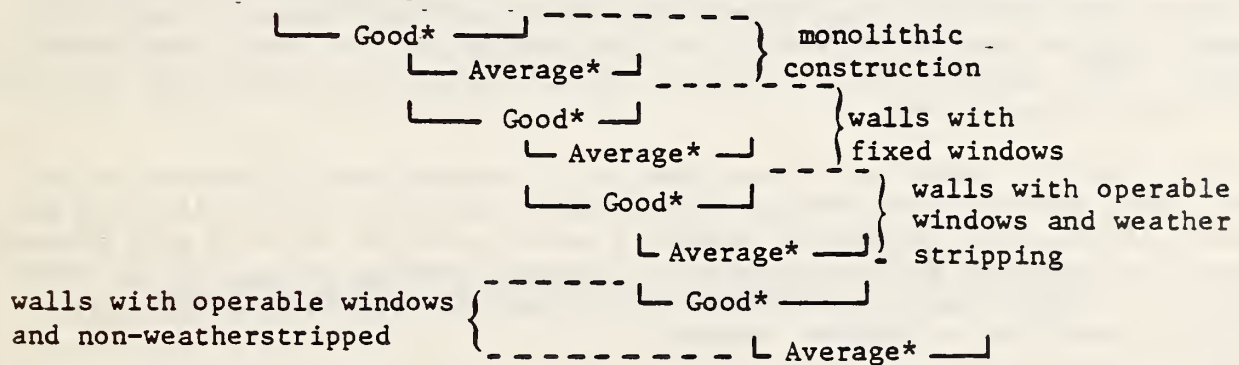 Good*
monolithic
Average*
construction
Good*
walls with
Average*
fixed windows
Good*
walls with operable
windows and weather
Average*
stripping
walls with operable windows
Good*
and non-weatherstripped
Average*